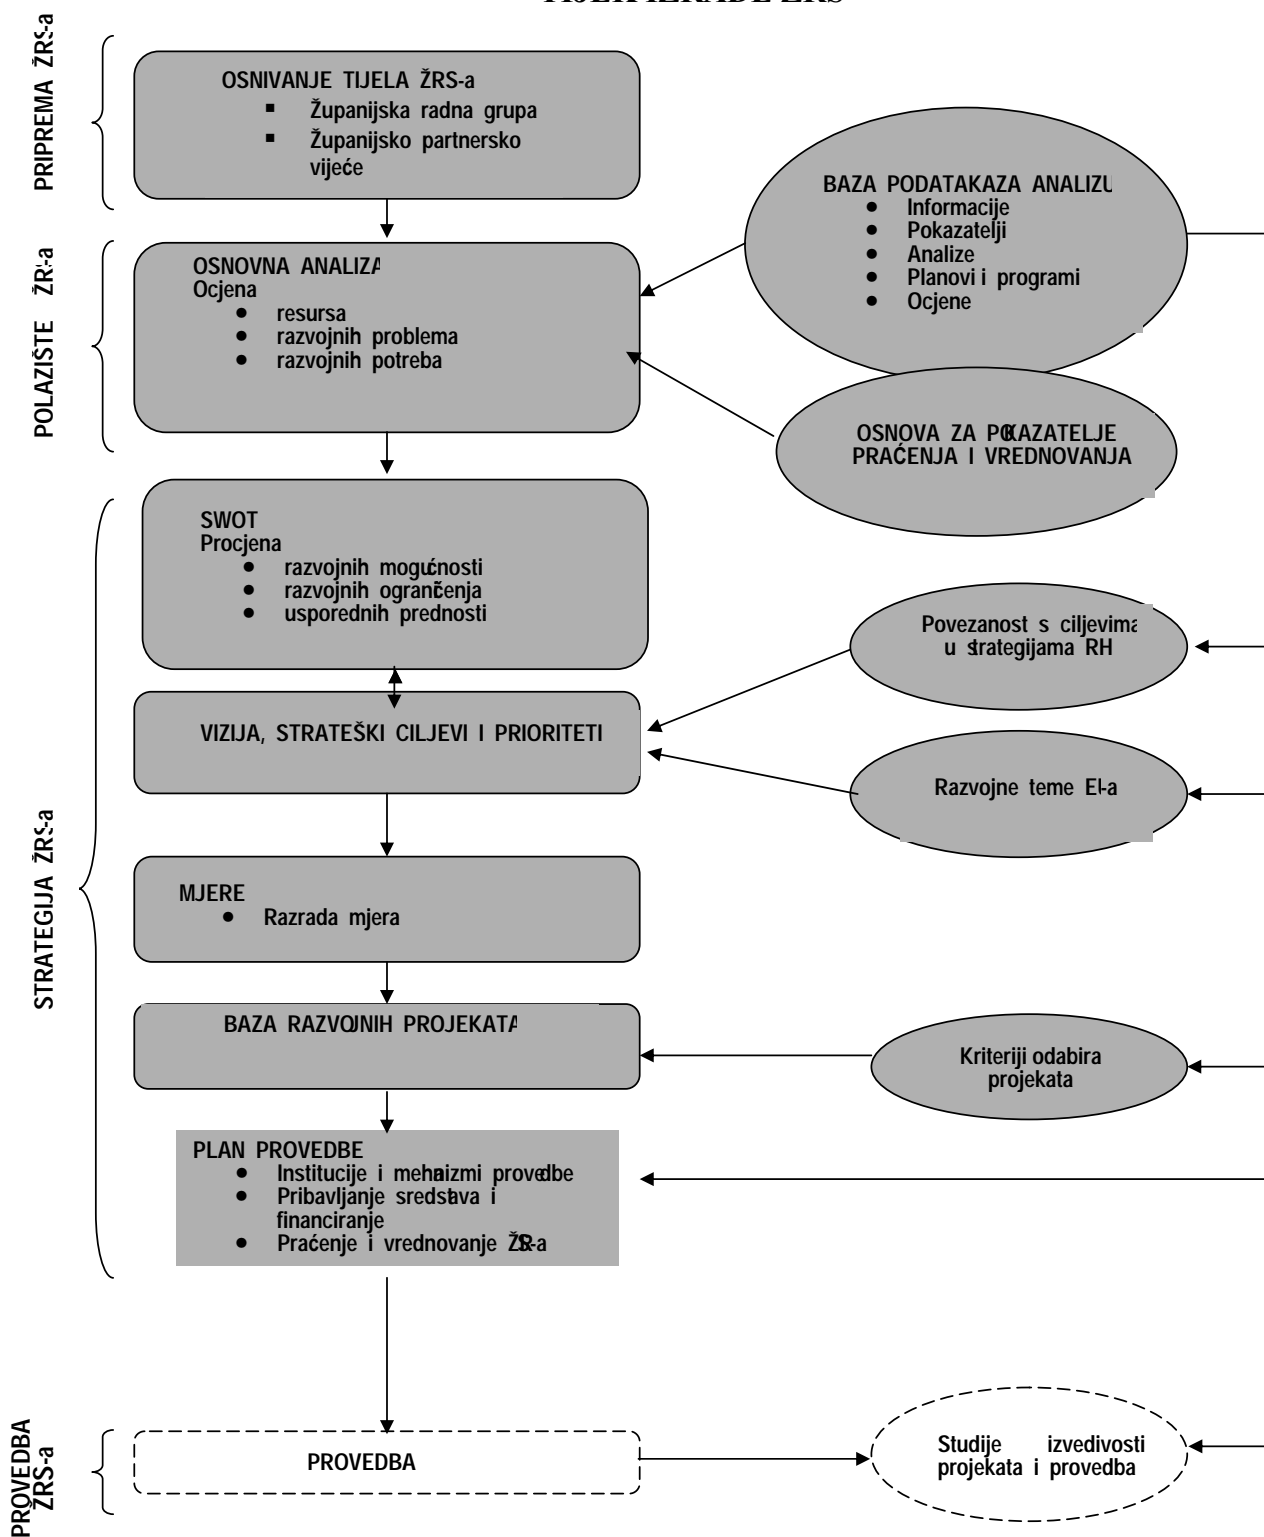 TIJEK IZRADE ŽRS
PRIPREMA ŽRS-a
OSNIVANJE TIJELA ŽRS-a
Županijska radna grupa
Županijsko partnersko
vijeće
BAZA PODATAKAZA ANALIZU
Informacije
Pokazatelji
Analize
Planovi i programi
Ocjene
POLAZIŠTE ŽR-a
OSNOVNA ANALIZA
Ocjena
resursa
razvojnih problema
razvojnih potreba
OSNOVA ZA POKAZATELJE
PRAĆENJA I VREDNOVANJA
STRATEGIJA ŽRS-a
SWOT
Procjena
razvojnih mogućnosti
razvojnih ograničenja
usporednih prednosti
Povezanost s ciljevima
u strategijama RH
VIZIJA, STRATEŠKI CILJEVI I PRIORITETI
Razvojne teme EU-a
MJERE
Razrada mjera
BAZA RAZVOJNIH PROJEKATA
Kriteriji odabira
projekata
PLAN PROVEDBE
Institucije i mehanizmi provedbe
Pribavljanje sredstava i
financiranje
Praćenje i vrednovanje ŽRS-a
PROVEDBA
ŽRS-a
PROVEDBA
Studije izvedivosti
projekata i provedba